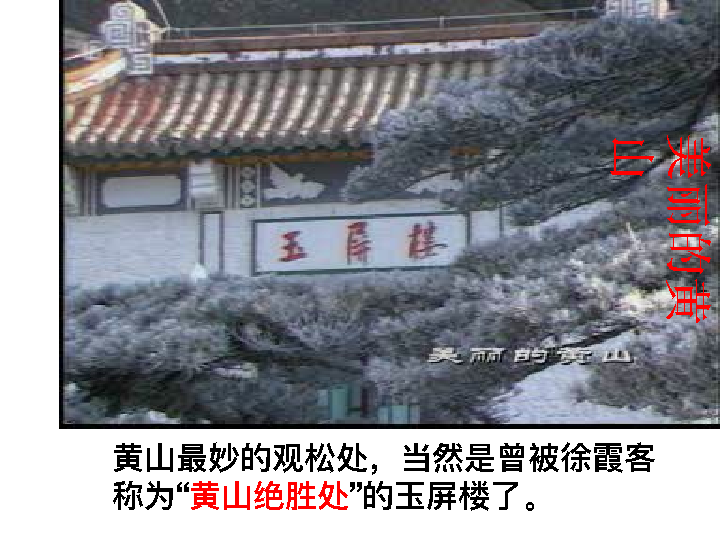 美丽的黄
山
玉屏楼
美丽的黄山
黄山最妙的观松处，当然是曾被徐霞客
称为“黄山绝胜处”的玉屏楼了。